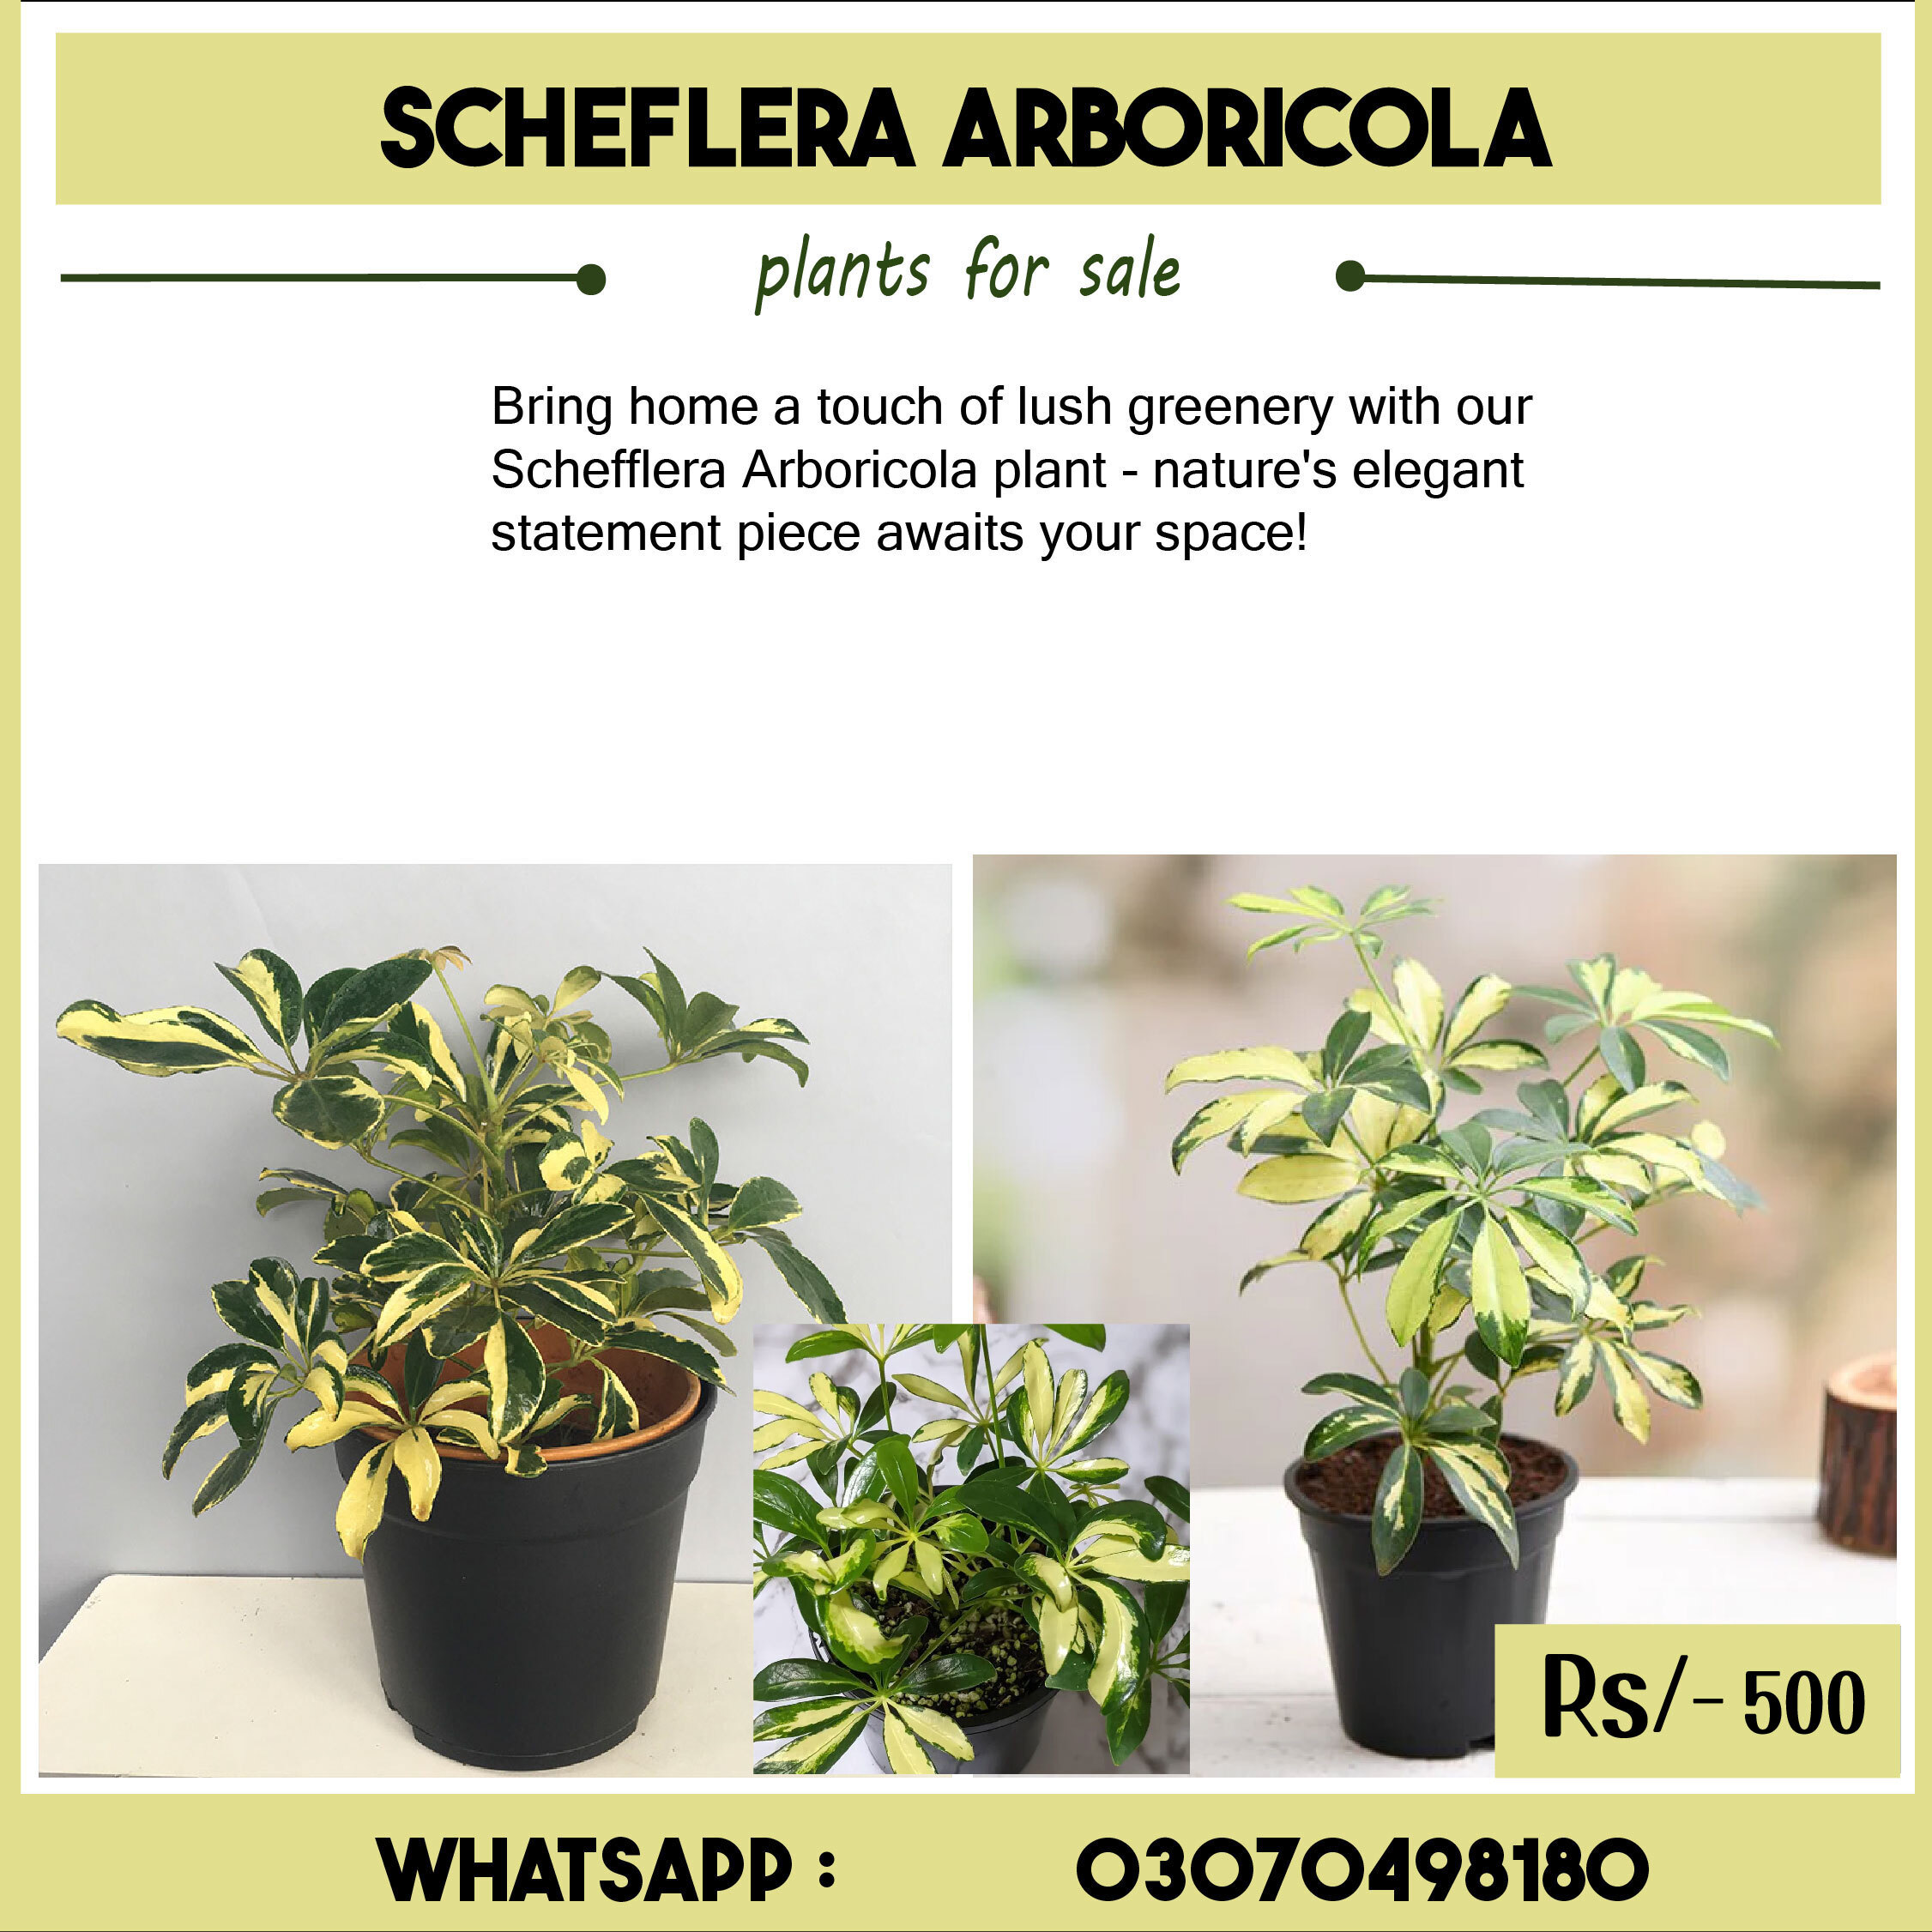 SCHEFLERA ARBORICOLA
plants for sale
Bring home a touch of lush greenery with our
Schefflera Arboricola plant - nature's elegant
statement piece awaits your space!
Rs/- 500
WHATSAPP : 03070498180